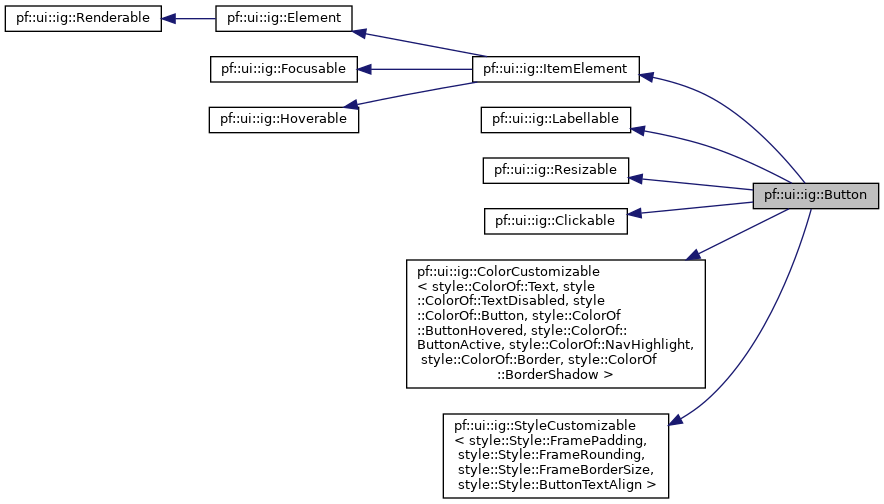 pf::ui::ig::Renderable
pf::ui::ig::Element
pf::ui::ig::Focusable
pf::ui::ig::ItemElement
pf::ui::ig::Hoverable
pf::ui::ig::Labellable
pf::ui::ig::Resizable
pf::ui::ig::Button
pf::ui::ig::Clickable
pf::ui::ig::ColorCustomizable
< style::ColorOf::Text, style
::ColorOf::TextDisabled, style
::ColorOf::Button, style::ColorOf
::ButtonHovered, style::ColorOf::
ButtonActive, style::ColorOf::NavHighlight,
style::ColorOf::Border, style::ColorOf
::BorderShadow >
pf::ui::ig::StyleCustomizable
< style::Style::FramePadding,
style::Style::FrameRounding,
style::Style::FrameBorderSize,
style::Style::ButtonTextAlign >